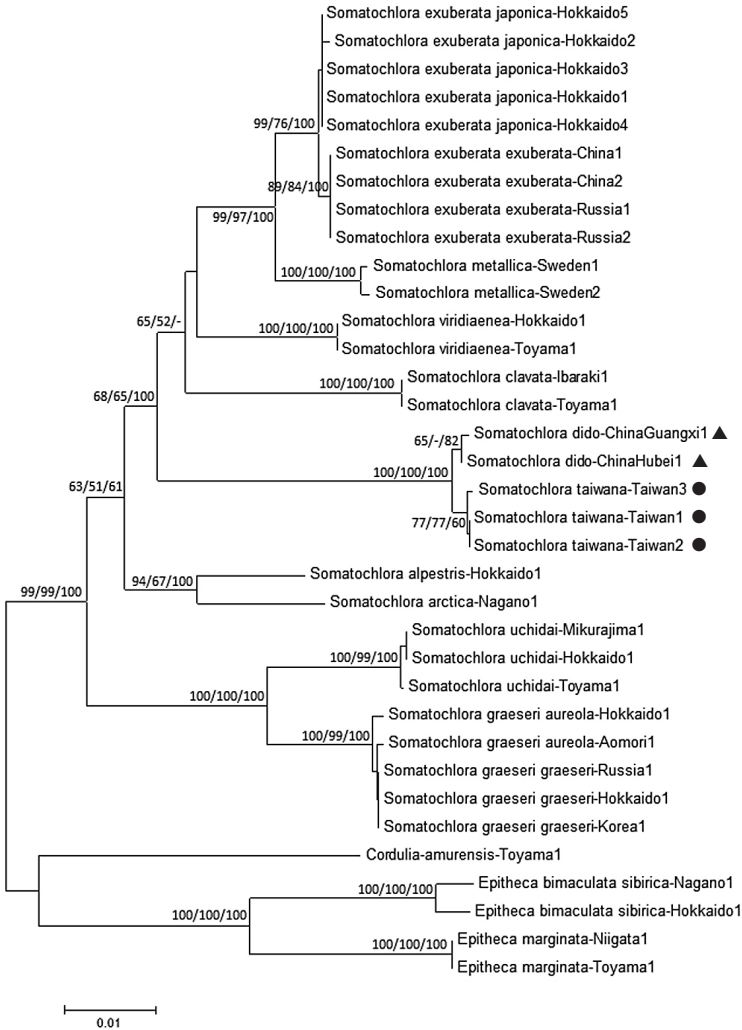 Somatochlora exuberata japonica-Hokkaido5
Somatochlora exuberata japonica-Hokkaido2
Somatochlora exuberata japonica-Hokkaido3
Somatochlora exuberata japonica-Hokkaido1
99/76/100
Somatochlora exuberata japonica-Hokkaido4
Somatochlora exuberata exuberata-China1
89/84/100
Somatochlora exuberata exuberata-China2
Somatochlora exuberata exuberata-Russia1
99/97/100
Somatochlora exuberata exuberata-Russia2
100/100/100
Somatochlora metallica-Sweden1
Somatochlora metallica-Sweden2
65/52/-
100/100/100
Somatochlora viridiaenea-Hokkaido1
Somatochlora viridiaenea-Toyama1
100/100/100
Somatochlora clavata-Ibaraki1
68/65/100
Somatochlora clavata-Toyama1
65/-/82
Somatochlora dido-ChinaGuangxi1
100/100/100
Somatochlora dido-ChinaHubei1
63/51/61
Somatochlora taiwana-Taiwan3
77/77/60
Somatochlora taiwana-Taiwan1
Somatochlora taiwana-Taiwan2
94/67/100
Somatochlora alpestris-Hokkaido1
99/99/100
Somatochlora arctica-Nagano1
Somatochlora uchidai-Mikurajima1
100/99/100
Somatochlora uchidai-Hokkaido1
100/100/100
Somatochlora uchidai-Toyama1
Somatochlora graeseri aureola-Hokkaido1
100/99/100
Somatochlora graeseri aureola-Aomori1
Somatochlora graeseri graeseri-Russia1
Somatochlora graeseri graeseri-Hokkaido1
Somatochlora graeseri graeseri-Korea1
Cordulia-amurensis-Toyama1
100/100/100
Epitheca bimaculata sibirica-Nagano1
100/100/100
Epitheca bimaculata sibirica-Hokkaido1
100/100/100
Epitheca marginata-Niigata1
Epitheca marginata-Toyama1
0.01